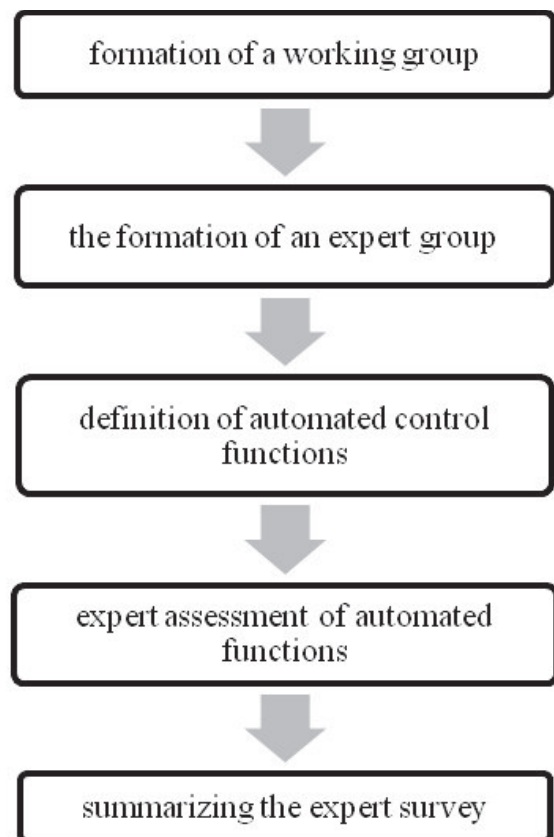 formation of a working group
the formation of an expert group
definition of automated control
functions
expert assessment of automated
functions
summarizing the expert survey